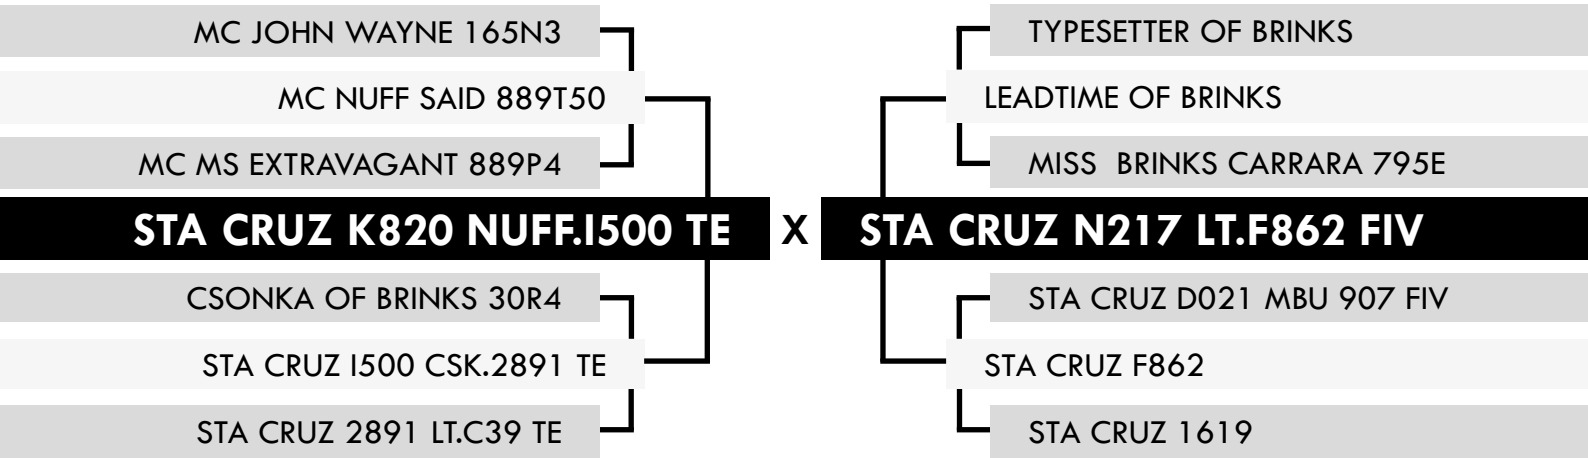 MC JOHN WAYNE 165N3
MC NUFF SAID 889T50
MC MS EXTRAVAGANT 889P4
STA CRUZ K820 NUFF.I500 TE X STA CRUZ N217 LT.F862 FIV
CSONKA OF BRINKS 30R4
STA CRUZ I500 CSK.2891 TE
STA CRUZ 2891 LT.C39 TE
TYPESETTER OF BRINKS
LEADTIME OF BRINKS
MISS  BRINKS CARRARA 795E
STA CRUZ D021 MBU 907 FIV
STA CRUZ F862
STA CRUZ 1619